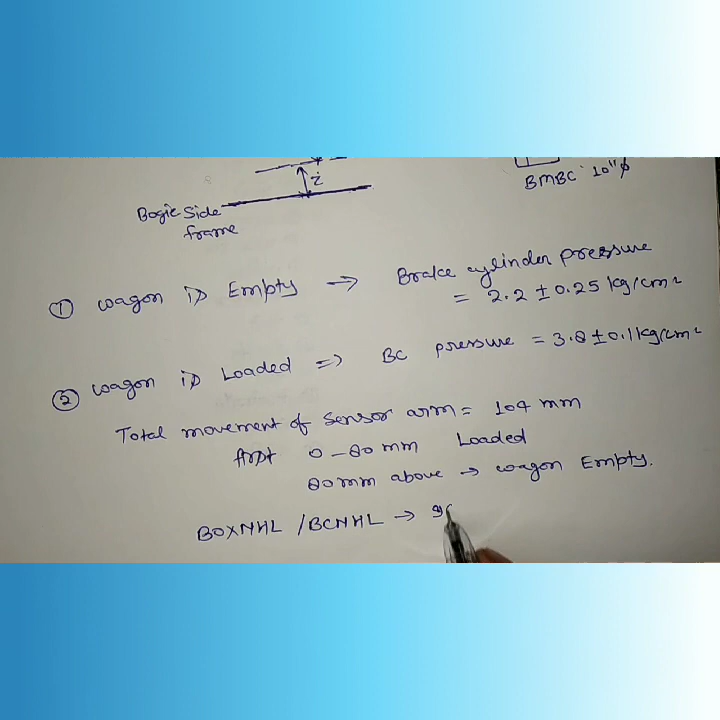 Z
BMBC 10"φ
Bogie Side
frame
① wagon is Empty → Brake cylinder pressure
= 2.2 ± 0.25 kg/cm²
② wagon is Loaded => BC pressure = 3.8 ± 0.1 kg/cm²
Total movement of Sensor arm = 104 mm
first 0-80 mm Loaded
80 mm above → wagon Empty.
BOXNHL / BCNHL →